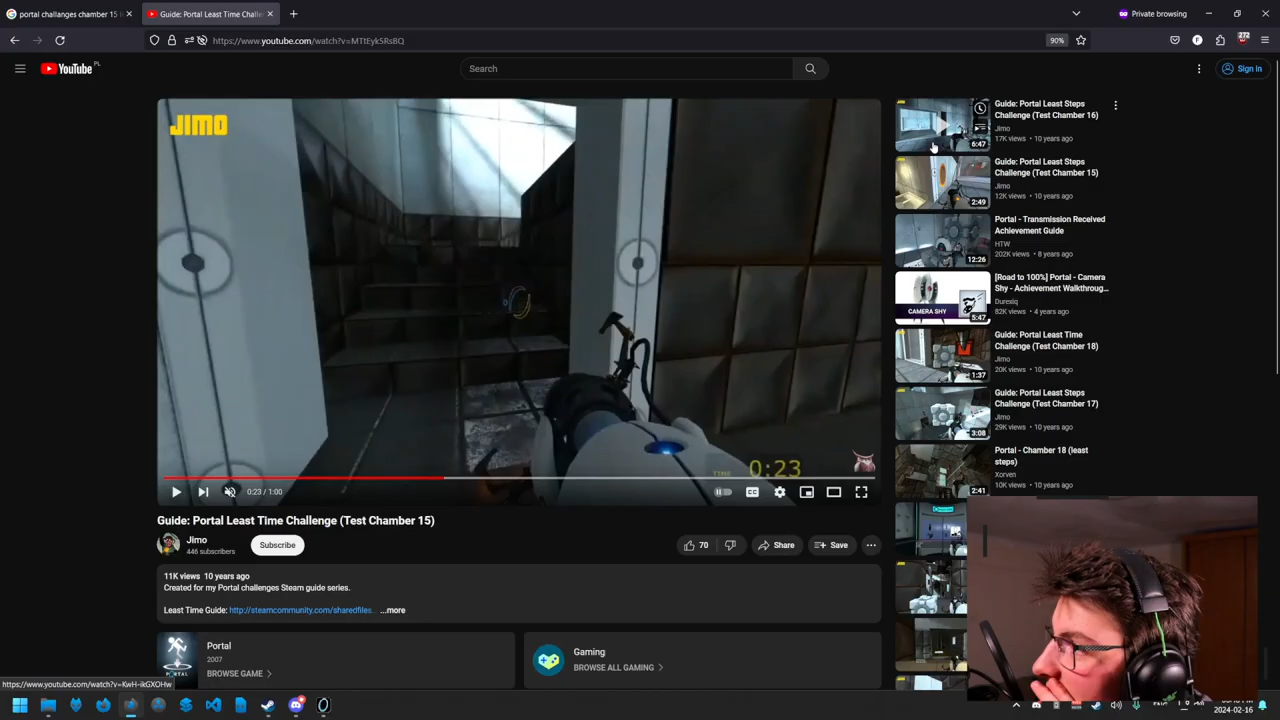 portal challanges chamber 15 l
Guide: Portal Least Time Challe
Private browsing
https://www.youtube.com/watch?v=MTtEyk5Rs8Q
90%
272
YouTube PL
Search
Sign in
JIMO
TIME 0:23
0:23 / 1:00
CC
Guide: Portal Least Time Challenge (Test Chamber 15)
Jimo
446 subscribers
Subscribe
70
Share
Save
11K views 10 years ago
Created for my Portal challenges Steam guide series.
Least Time Guide: http://steamcommunity.com/sharedfiles.
...more
Portal
2007
BROWSE GAME
PORTAL
Gaming
BROWSE ALL GAMING
Guide: Portal Least Steps
Challenge (Test Chamber 16)
Jimo
17K views • 10 years ago
6:47
Guide: Portal Least Steps
Challenge (Test Chamber 15)
Jimo
12K views • 10 years ago
2:49
Portal - Transmission Received
Achievement Guide
HTW
202K views • 8 years ago
12:26
[Road to 100%] Portal - Camera
Shy - Achievement Walkthroug...
Durexiq
82K views • 4 years ago
CAMERA SHY
5:47
Guide: Portal Least Time
Challenge (Test Chamber 18)
Jimo
20K views • 10 years ago
1:37
Guide: Portal Least Steps
Challenge (Test Chamber 17)
Jimo
29K views • 10 years ago
3:08
Portal - Chamber 18 (least
steps)
Xorven
10K views • 10 years ago
2:41
https://www.youtube.com/watch?v=KwH-ikGXOHw
2024-02-16